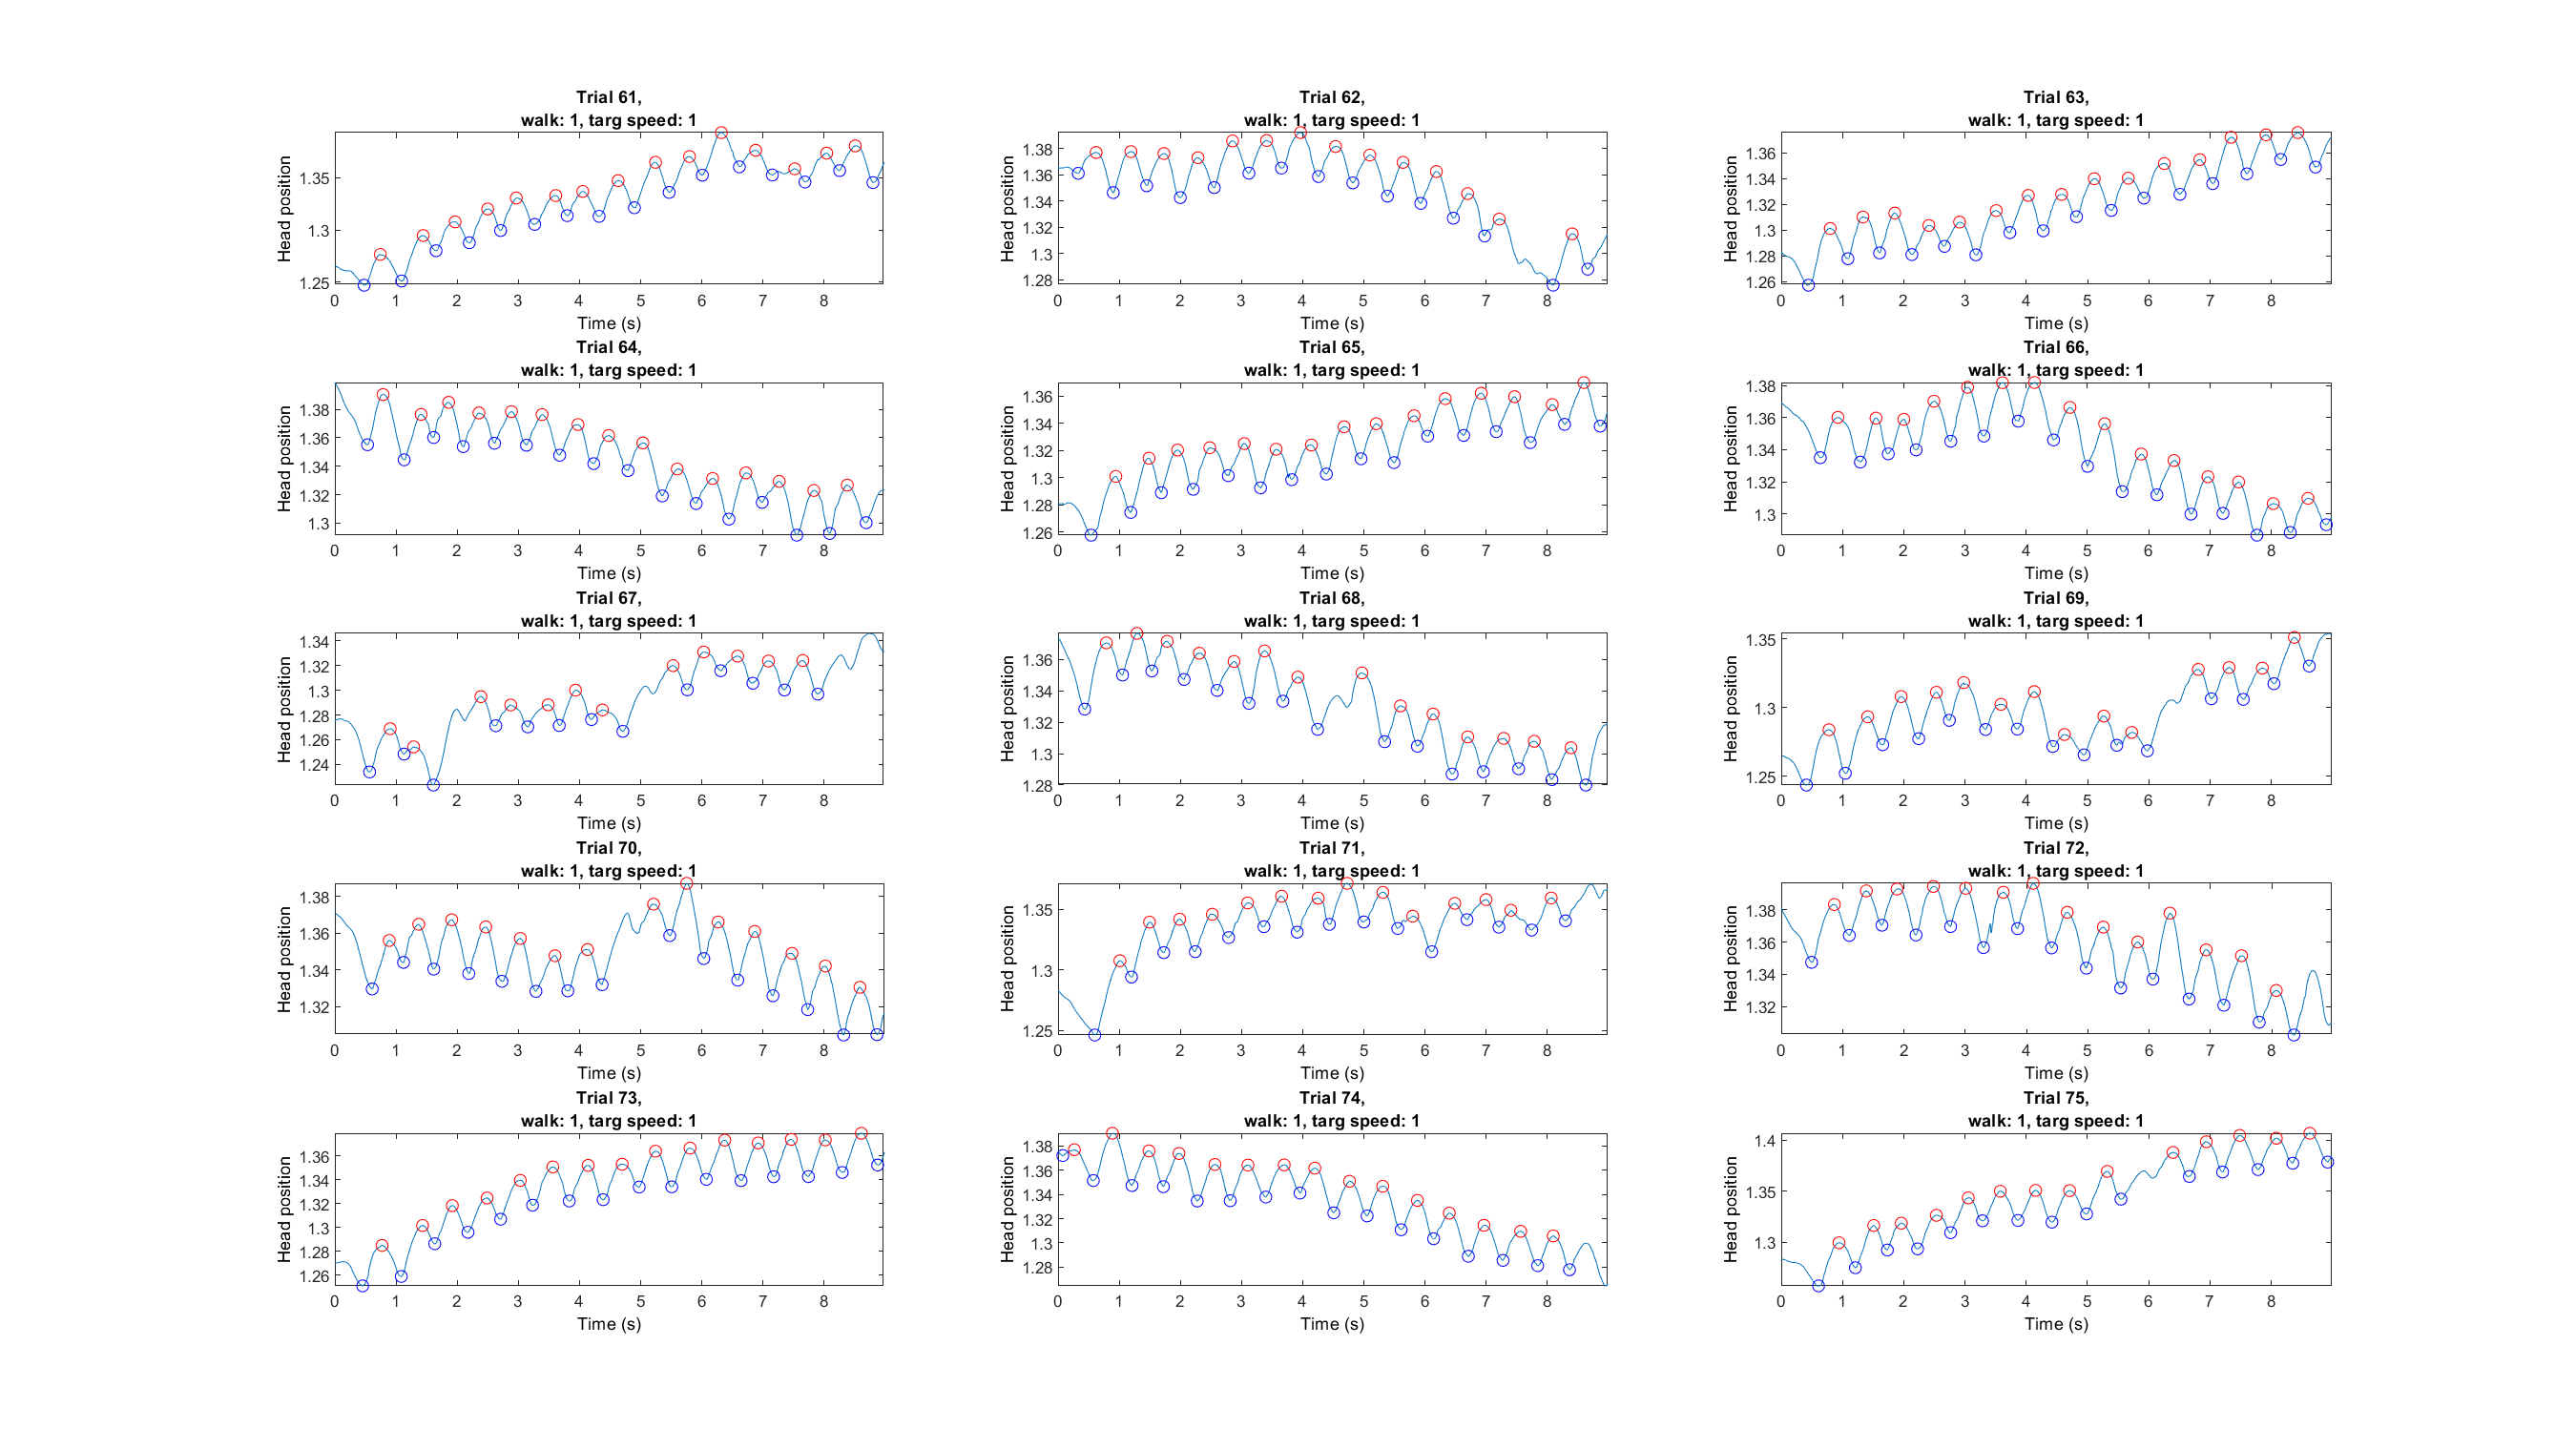 Trial 61,
walk: 1, targ speed: 1
Head position
1.35
1.3
1.25
0 1 2 3 4 5 6 7 8
Time (s)
Trial 62,
walk: 1, targ speed: 1
Head position
1.38
1.36
1.34
1.32
1.3
1.28
0 1 2 3 4 5 6 7 8
Time (s)
Trial 63,
walk: 1, targ speed: 1
Head position
1.36
1.34
1.32
1.3
1.28
1.26
0 1 2 3 4 5 6 7 8
Time (s)
Trial 64,
walk: 1, targ speed: 1
Head position
1.38
1.36
1.34
1.32
1.3
0 1 2 3 4 5 6 7 8
Time (s)
Trial 65,
walk: 1, targ speed: 1
Head position
1.36
1.34
1.32
1.3
1.28
1.26
0 1 2 3 4 5 6 7 8
Time (s)
Trial 66,
walk: 1, targ speed: 1
Head position
1.38
1.36
1.34
1.32
1.3
0 1 2 3 4 5 6 7 8
Time (s)
Trial 67,
walk: 1, targ speed: 1
Head position
1.34
1.32
1.3
1.28
1.26
1.24
0 1 2 3 4 5 6 7 8
Time (s)
Trial 68,
walk: 1, targ speed: 1
Head position
1.36
1.34
1.32
1.3
1.28
0 1 2 3 4 5 6 7 8
Time (s)
Trial 69,
walk: 1, targ speed: 1
Head position
1.35
1.3
1.25
0 1 2 3 4 5 6 7 8
Time (s)
Trial 70,
walk: 1, targ speed: 1
Head position
1.38
1.36
1.34
1.32
0 1 2 3 4 5 6 7 8
Time (s)
Trial 71,
walk: 1, targ speed: 1
Head position
1.35
1.3
1.25
0 1 2 3 4 5 6 7 8
Time (s)
Trial 72,
walk: 1, targ speed: 1
Head position
1.38
1.36
1.34
1.32
0 1 2 3 4 5 6 7 8
Time (s)
Trial 73,
walk: 1, targ speed: 1
Head position
1.36
1.34
1.32
1.3
1.28
1.26
0 1 2 3 4 5 6 7 8
Time (s)
Trial 74,
walk: 1, targ speed: 1
Head position
1.38
1.36
1.34
1.32
1.3
1.28
0 1 2 3 4 5 6 7 8
Time (s)
Trial 75,
walk: 1, targ speed: 1
Head position
1.4
1.35
1.3
0 1 2 3 4 5 6 7 8
Time (s)